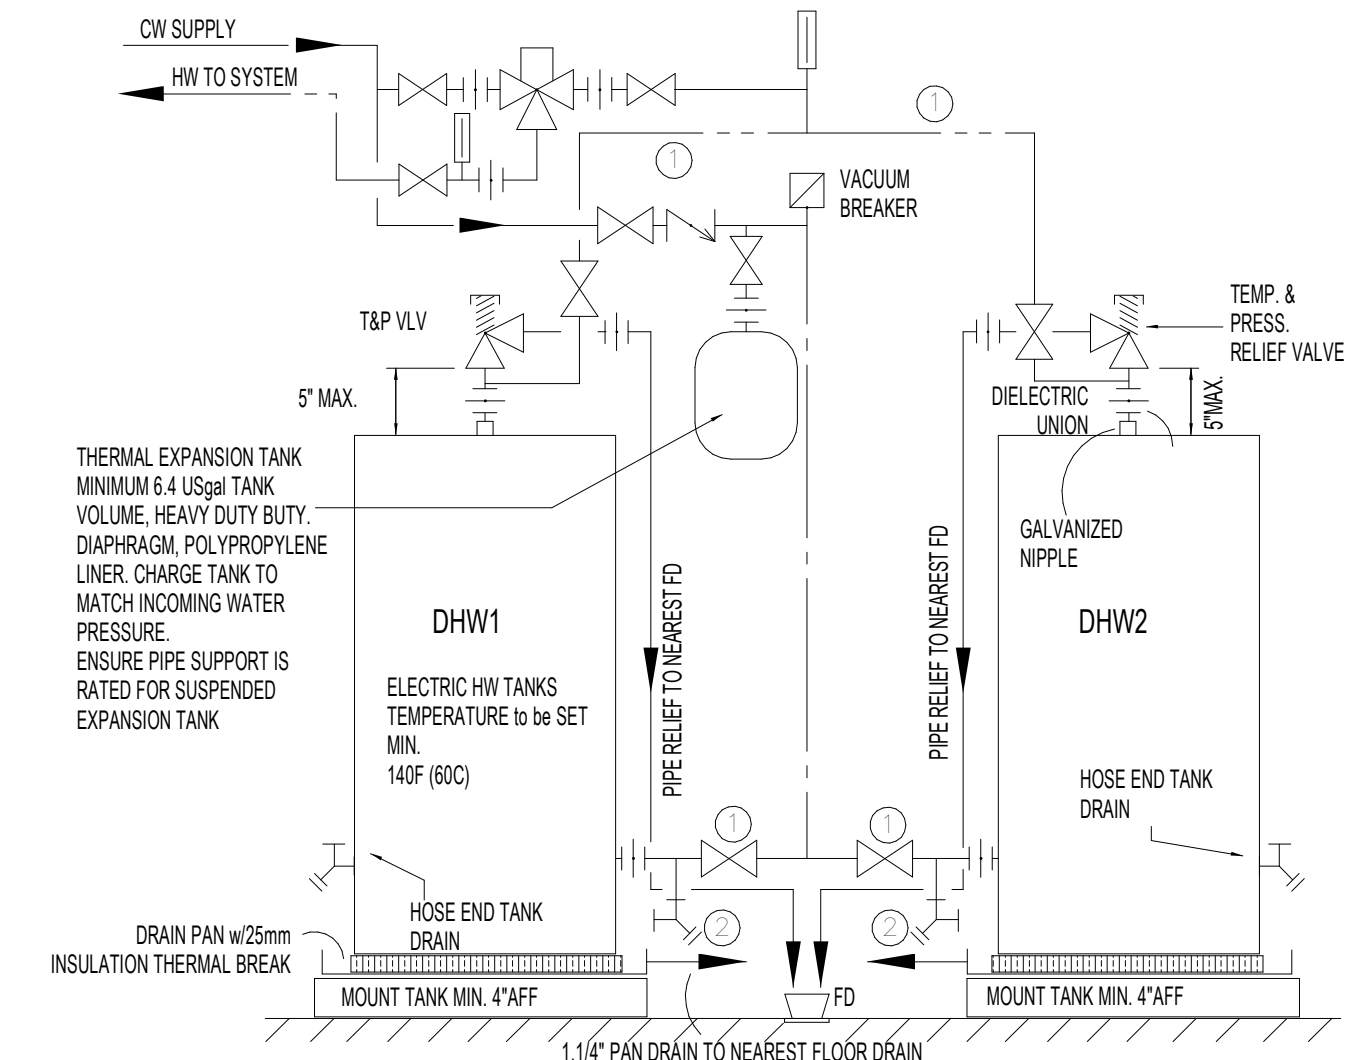 CW SUPPLY
HW TO SYSTEM
1
1
VACUUM
BREAKER
T&P VLV
TEMP. &
PRESS.
RELIEF VALVE
5" MAX.
DIELECTRIC
UNION
5"MAX.
THERMAL EXPANSION TANK
MINIMUM 6.4 USgal TANK
VOLUME, HEAVY DUTY BUTY.
DIAPHRAGM, POLYPROPYLENE
LINER. CHARGE TANK TO
MATCH INCOMING WATER
PRESSURE.
ENSURE PIPE SUPPORT IS
RATED FOR SUSPENDED
EXPANSION TANK
GALVANIZED
NIPPLE
DHW1
DHW2
ELECTRIC HW TANKS
TEMPERATURE to be SET
MIN.
140F (60C)
PIPE RELIEF TO NEAREST FD
PIPE RELIEF TO NEAREST FD
HOSE END TANK
DRAIN
1
1
HOSE END TANK
DRAIN
2
2
DRAIN PAN w/25mm
INSULATION THERMAL BREAK
MOUNT TANK MIN. 4"AFF
FD
MOUNT TANK MIN. 4"AFF
1.1/4" PAN DRAIN TO NEAREST FLOOR DRAIN